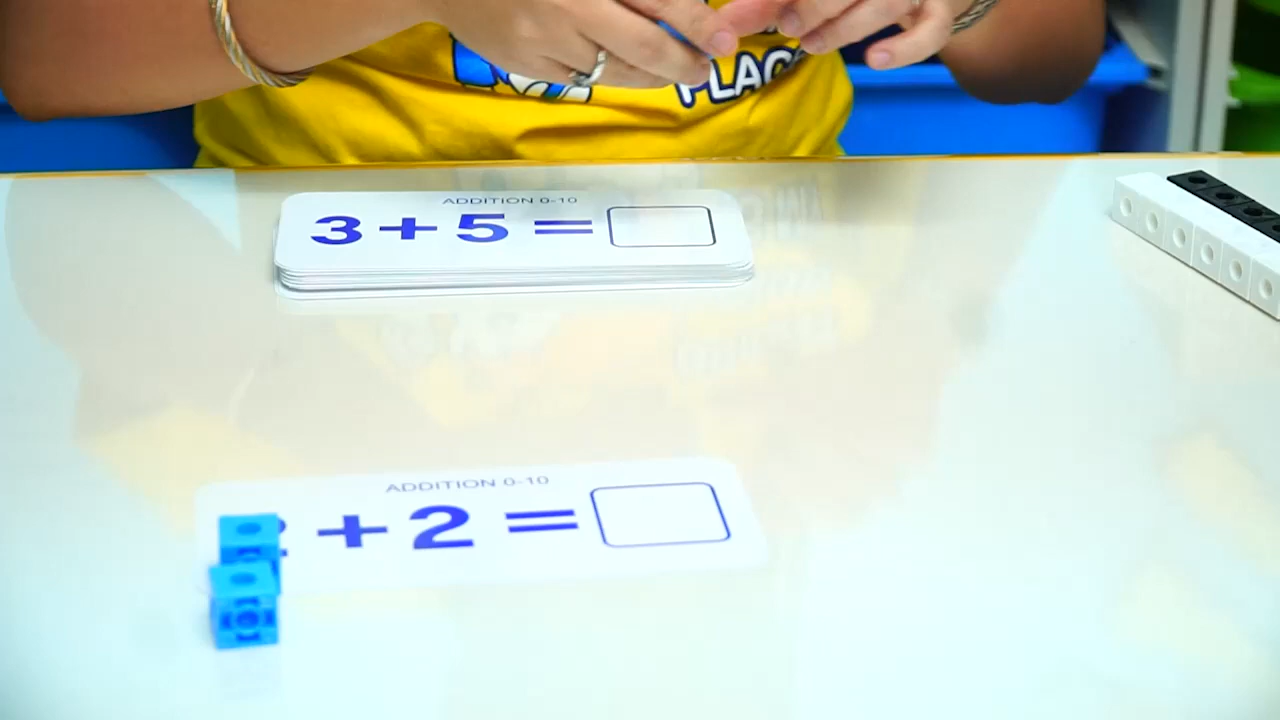 PLAC
ADDITION 0-10
3 + 5 =
ADDITION 0-10
+ 2 =